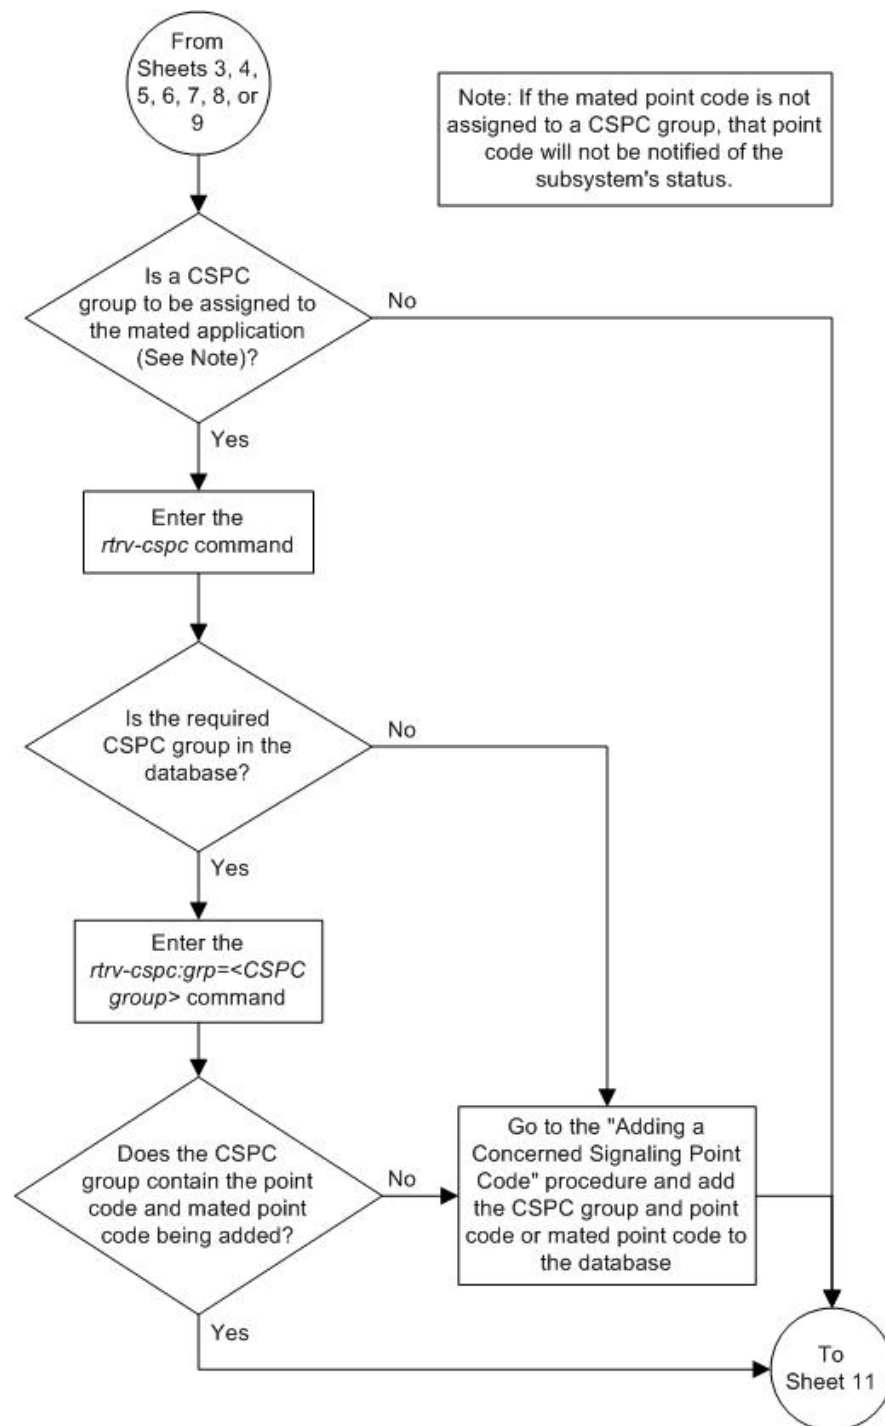 From
Sheets 3, 4,
5, 6, 7, 8, or
9
Note: If the mated point code is not
assigned to a CSPC group, that point
code will not be notified of the
subsystem's status.
Is a CSPC
group to be assigned to
the mated application
(See Note)?
No
Yes
Enter the
rtrv-cspc command
Is the required
CSPC group in the
database?
No
Yes
Enter the
rtrv-cspc:grp=<CSPC
group> command
Does the CSPC
group contain the point
code and mated point
code being added?
No
Go to the "Adding a
Concerned Signaling Point
Code" procedure and add
the CSPC group and point
code or mated point code to
the database
Yes
To
Sheet 11